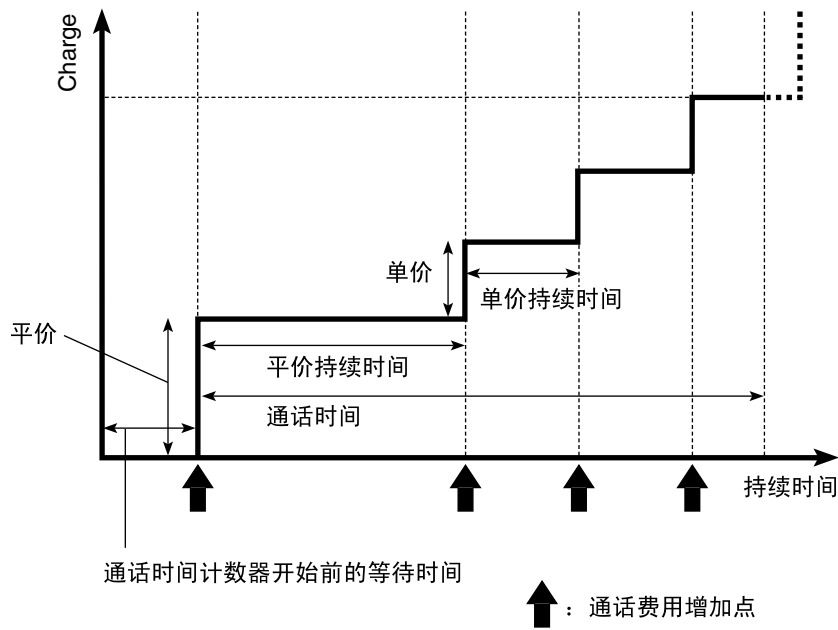 Charge
单价
单价持续时间
平价
平价持续时间
通话时间
持续时间
通话时间计数器开始前的等待时间
：通话费用增加点